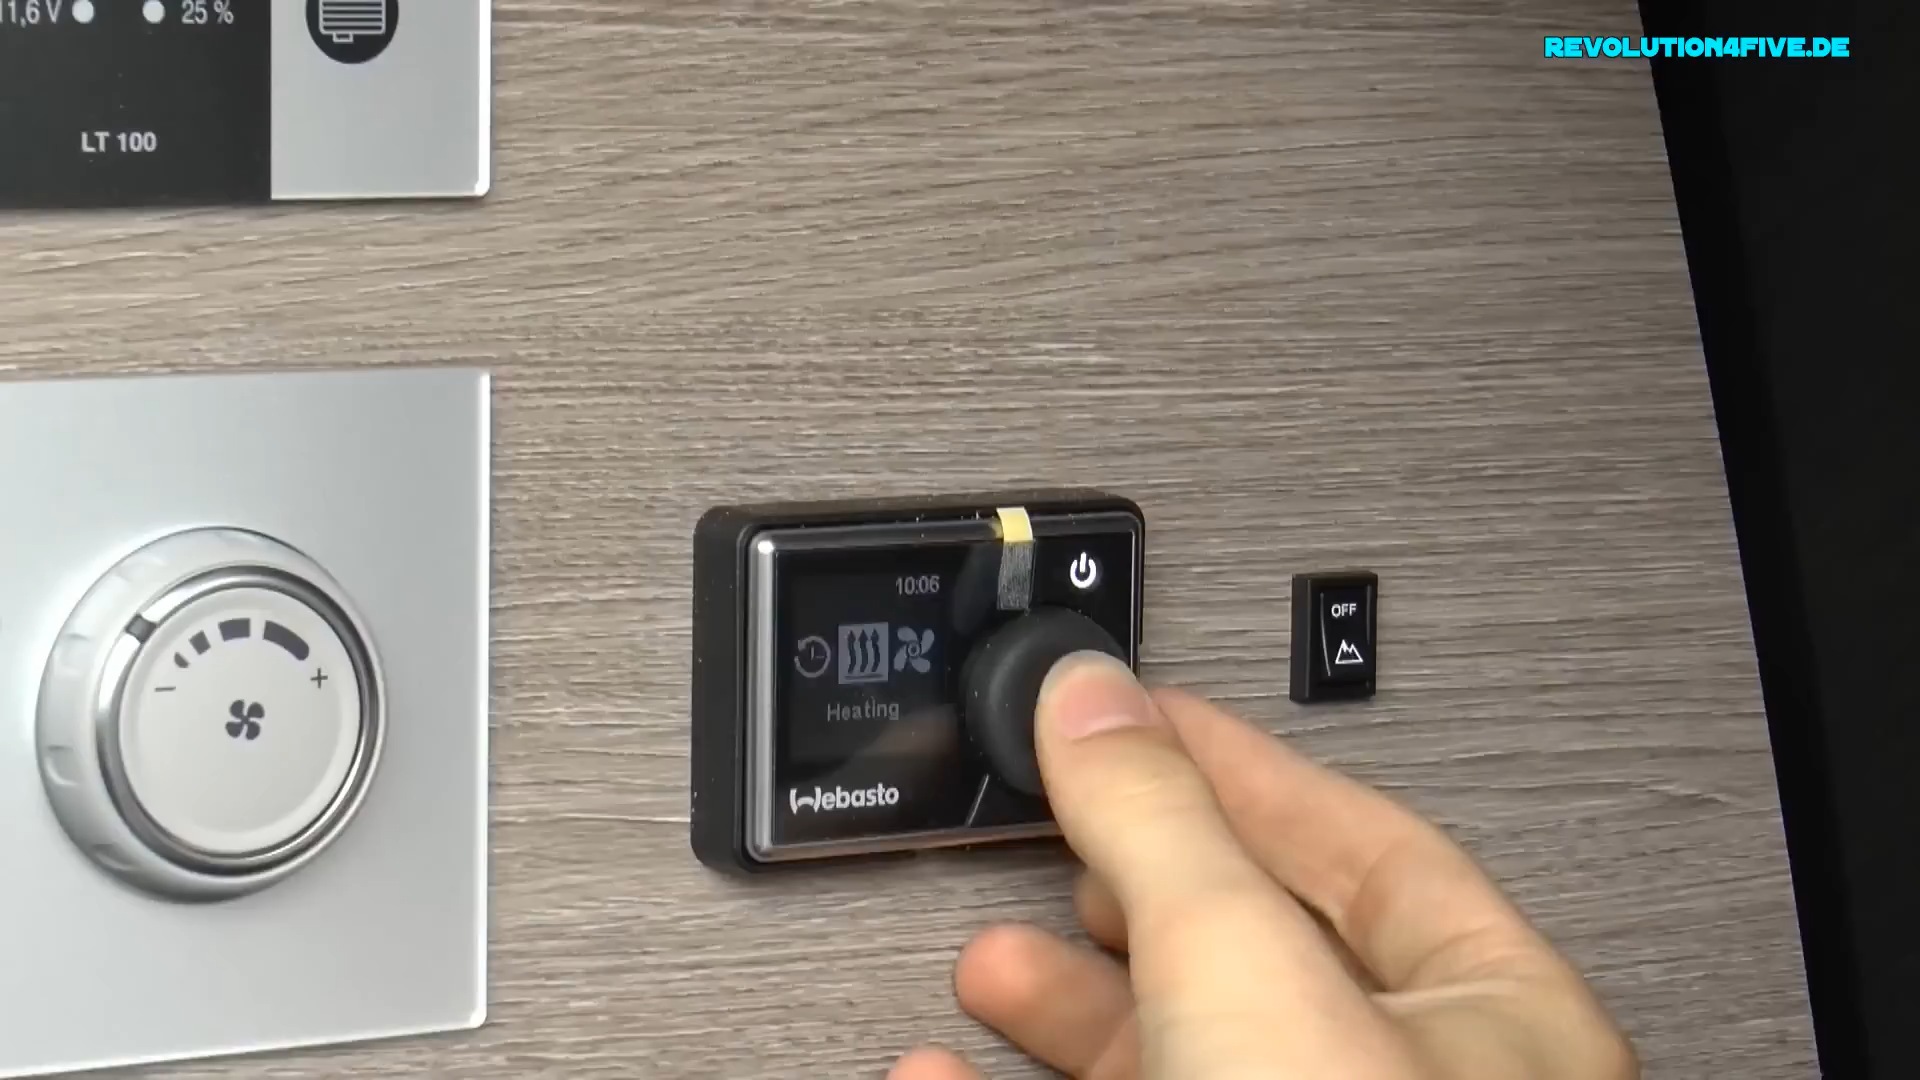 11,6 V 25 %
LT 100
REVOLUTION4FIVE.DE
10:06
Heating
Webasto
OFF
- +